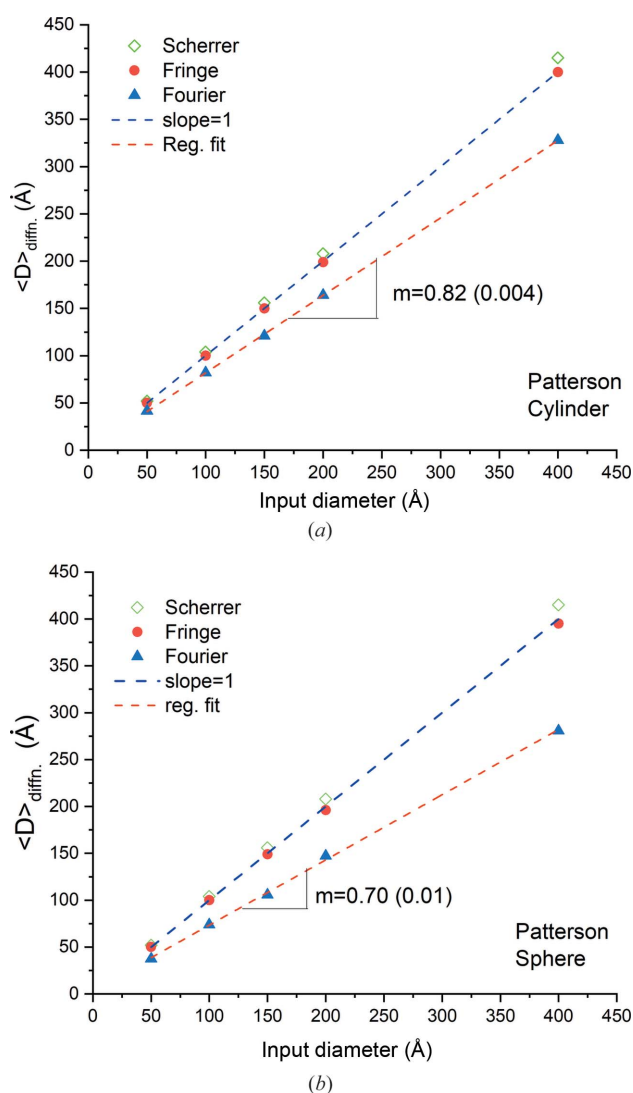 450
400
350
300
250
200
150
100
50
0
<D>diffn. (Å)
Scherrer
Fringe
Fourier
slope=1
Reg. fit
m=0.82 (0.004)
Patterson
Cylinder
0 50 100 150 200 250 300 350 400 450
Input diameter (Å)
(a)
450
400
350
300
250
200
150
100
50
0
<D>diffn. (Å)
Scherrer
Fringe
Fourier
slope=1
reg. fit
m=0.70 (0.01)
Patterson
Sphere
0 50 100 150 200 250 300 350 400 450
Input diameter (Å)
(b)